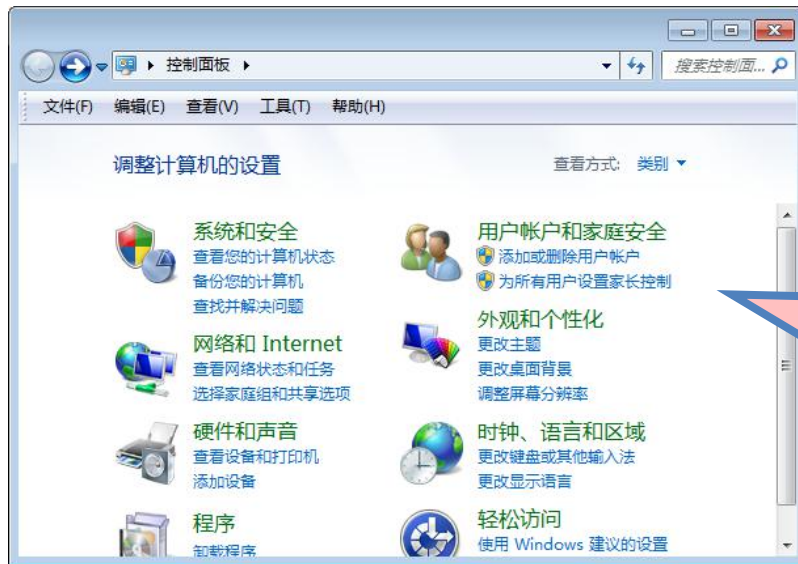 控制面板
搜索控制面...
文件(F) 编辑(E) 查看(V) 工具(T) 帮助(H)
调整计算机的设置
查看方式: 类别
系统和安全
查看您的计算机状态
备份您的计算机
查找并解决问题
网络和 Internet
查看网络状态和任务
选择家庭组和共享选项
硬件和声音
查看设备和打印机
添加设备
程序
卸载程序
用户帐户和家庭安全
添加或删除用户帐户
为所有用户设置家长控制
外观和个性化
更改主题
更改桌面背景
调整屏幕分辨率
时钟、语言和区域
更改键盘或其他输入法
更改显示语言
轻松访问
使用 Windows 建议的设置